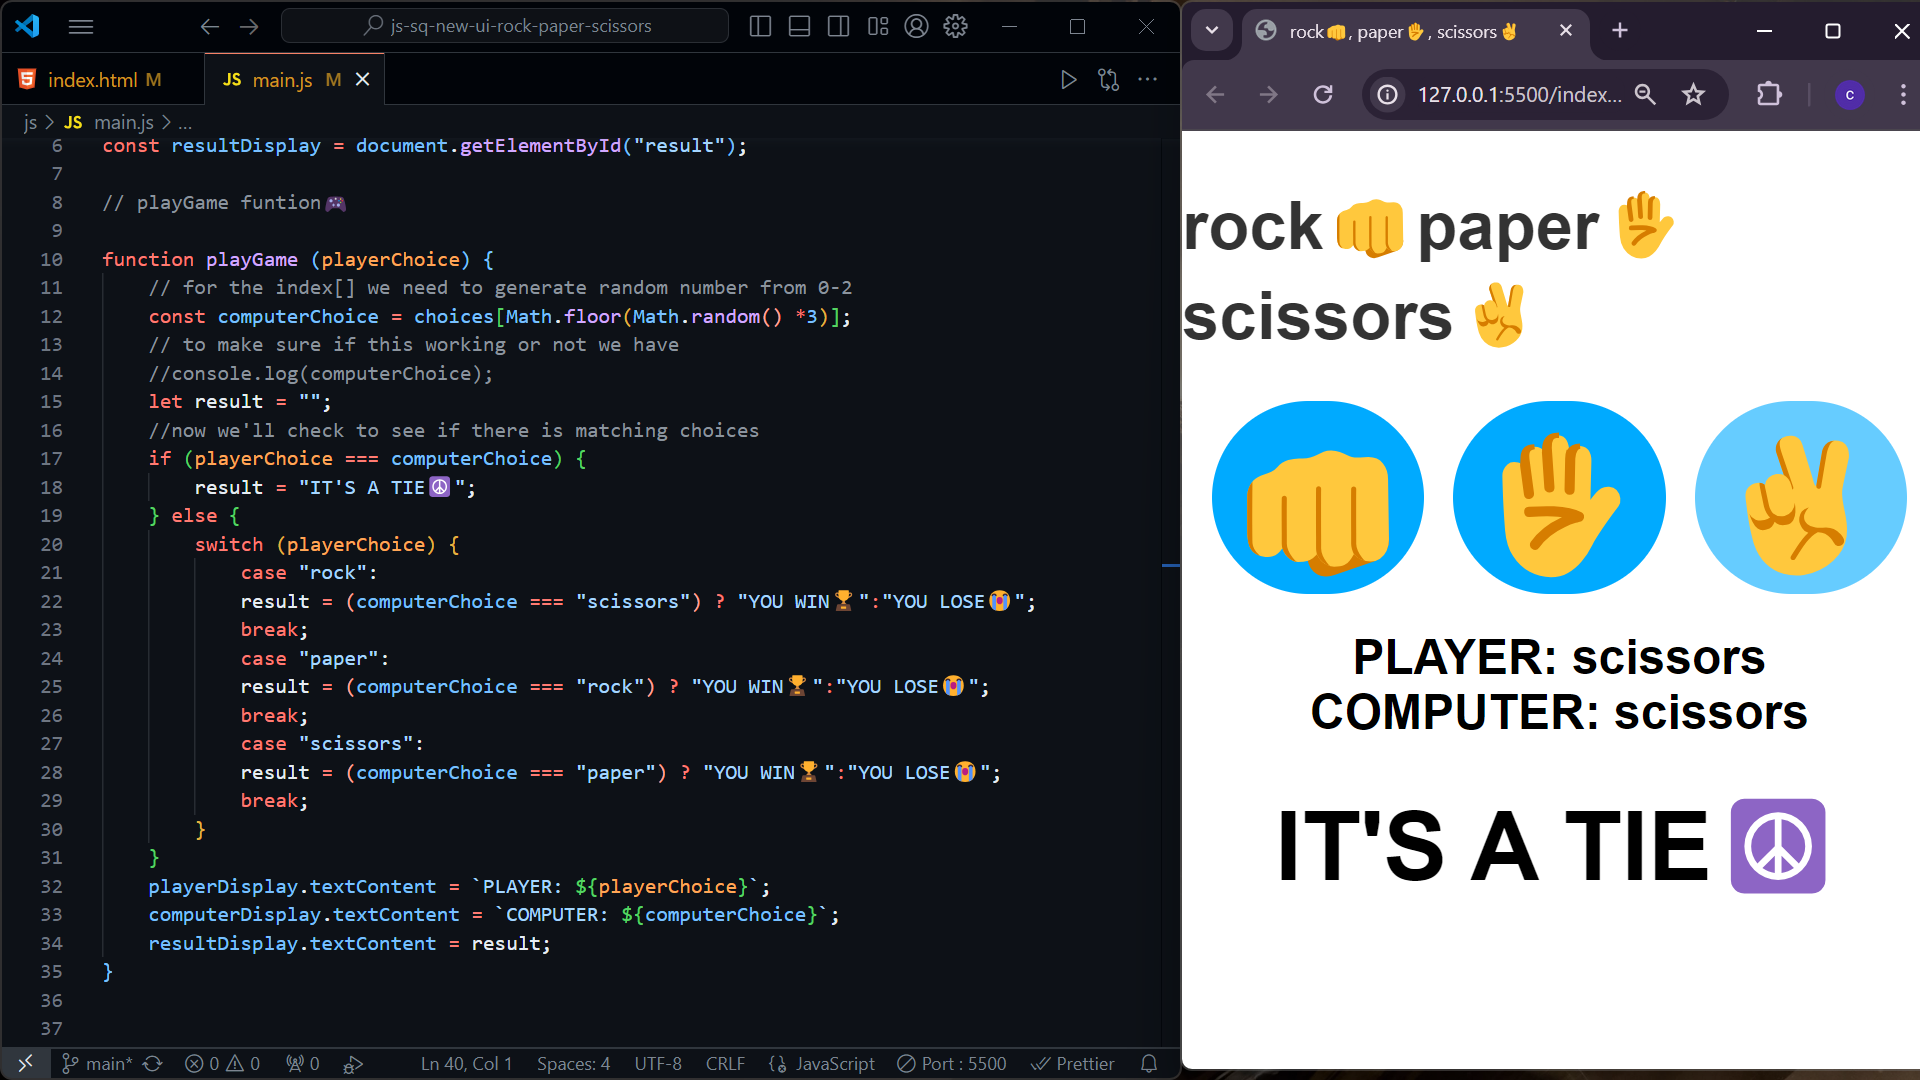 js-sq-new-ui-rock-paper-scissors
index.html M
JS main.js M
js > JS main.js > ...
6 const resultDisplay = document.getElementById("result");
7
8 // playGame funtion🎮
9
10 function playGame (playerChoice) {
11 // for the index[] we need to generate random number from 0-2
12 const computerChoice = choices[Math.floor(Math.random() *3)];
13 // to make sure if this working or not we have
14 //console.log(computerChoice);
15 let result = "";
16 //now we'll check to see if there is matching choices
17 if (playerChoice === computerChoice) {
18 result = "IT'S A TIE☮️";
19 } else {
20 switch (playerChoice) {
21 case "rock":
22 result = (computerChoice === "scissors") ? "YOU WIN🏆":"YOU LOSE😭";
23 break;
24 case "paper":
25 result = (computerChoice === "rock") ? "YOU WIN🏆":"YOU LOSE😭";
26 break;
27 case "scissors":
28 result = (computerChoice === "paper") ? "YOU WIN🏆":"YOU LOSE😭";
29 break;
30 }
31 }
32 playerDisplay.textContent = `PLAYER: ${playerChoice}`;
33 computerDisplay.textContent = `COMPUTER: ${computerChoice}`;
34 resultDisplay.textContent = result;
35 }
36
37
main* 0 0 0 Ln 40, Col 1 Spaces: 4 UTF-8 CRLF JavaScript Port : 5500 Prettier
rock👊, paper✋, scissors✌️
127.0.0.1:5500/index...
c
rock👊paper✋
scissors✌️
PLAYER: scissors
COMPUTER: scissors
IT'S A TIE☮️